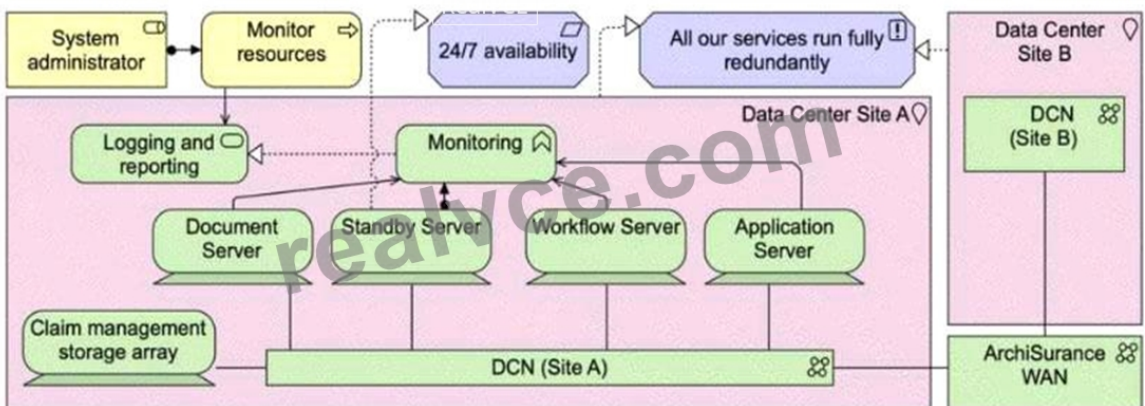 System
administrator
Monitor
resources
24/7 availability
All our services run fully
redundantly
Data Center
Site B
DCN
(Site B)
Data Center Site A
Logging and
reporting
Monitoring
Document
Server
Standby Server
Workflow Server
Application
Server
realvce.com
Claim management
storage array
DCN (Site A)
ArchiSurance
WAN